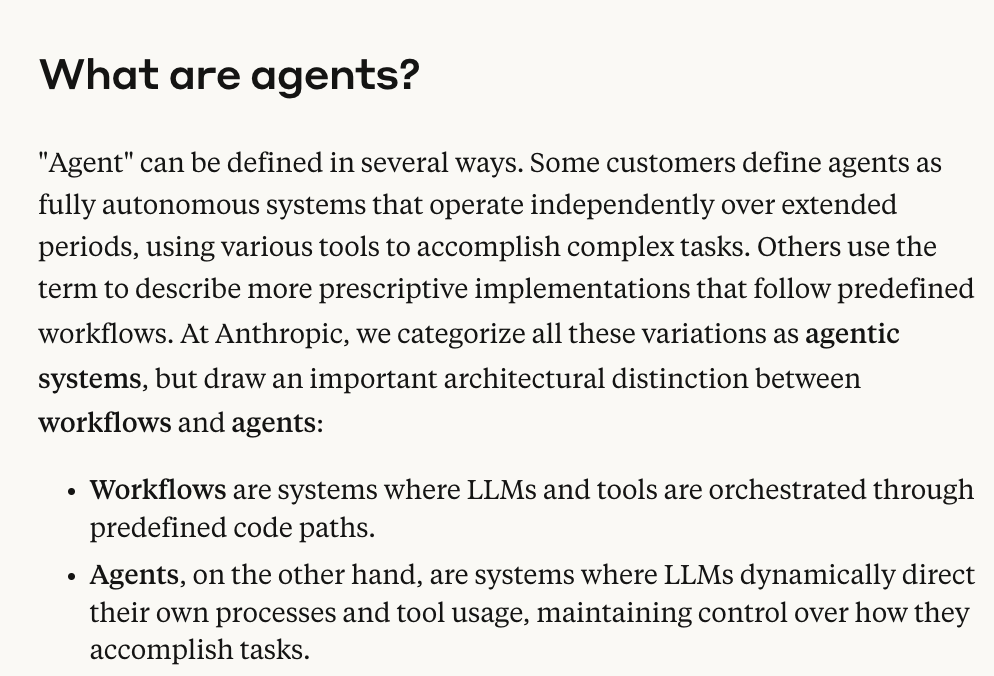 What are agents?
"Agent" can be defined in several ways. Some customers define agents as
fully autonomous systems that operate independently over extended
periods, using various tools to accomplish complex tasks. Others use the
term to describe more prescriptive implementations that follow predefined
workflows. At Anthropic, we categorize all these variations as agentic
systems, but draw an important architectural distinction between
workflows and agents:
• Workflows are systems where LLMs and tools are orchestrated through
predefined code paths.
• Agents, on the other hand, are systems where LLMs dynamically direct
their own processes and tool usage, maintaining control over how they
accomplish tasks.